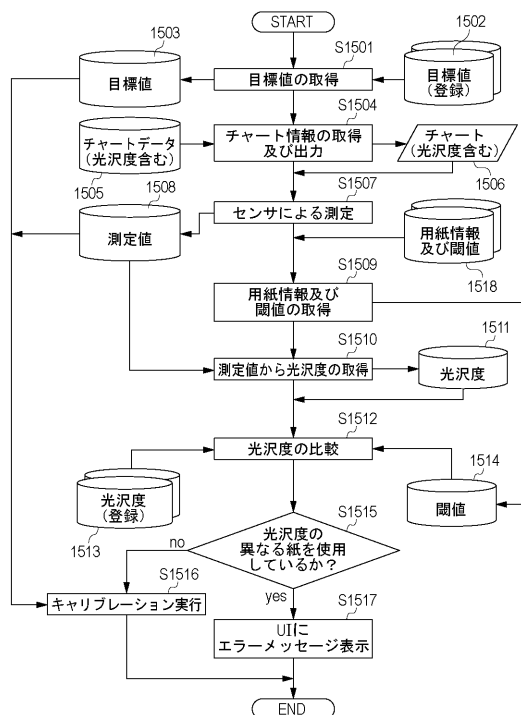 START
1503
1502
S1501
目標値
目標値の取得
目標値
(登録)
S1504
チャートデータ
(光沢度含む)
チャート情報の取得
及び出力
チャート
(光沢度含む)
1505
1508
S1507
1506
測定値
センサによる測定
用紙情報
及び閾値
S1509
1518
用紙情報及び
閾値の取得
S1510
1511
測定値から光沢度の取得
光沢度
S1512
光沢度の比較
1514
光沢度
(登録)
閾値
1513
S1515
光沢度の
異なる紙を使用
しているか?
no
S1516
yes
S1517
キャリブレーション実行
UIに
エラーメッセージ表示
END